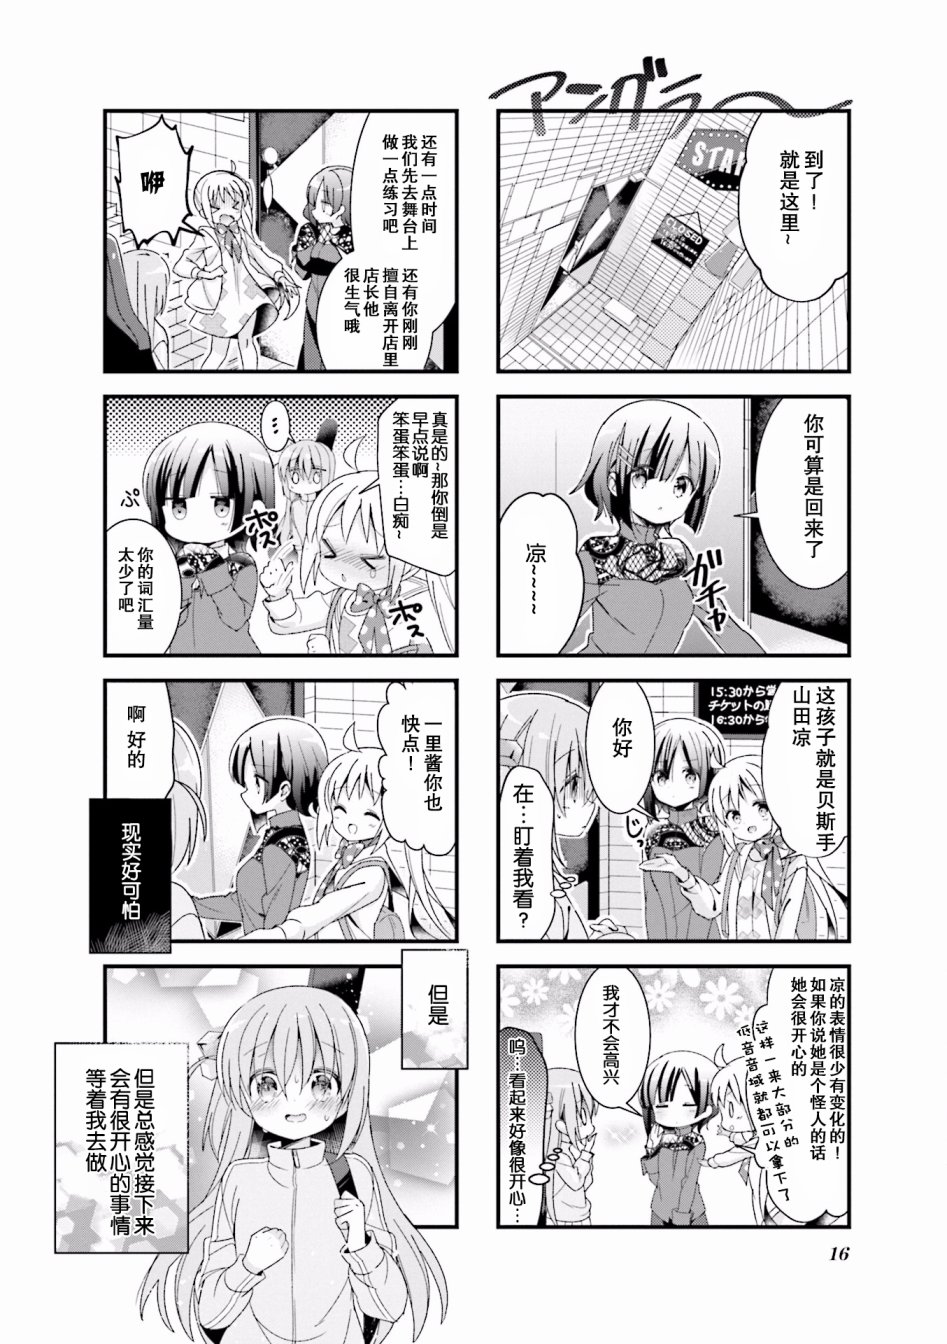 アングラ〜
到了！
就是这里~
STAR
CLOSED
你可算是回来了
凉~~~~
ガチャ
这孩子就是贝斯手
山田凉
15:30から
チケットの
16:30から
你好
じっ
在…盯着我看？
凉的表情很少有变化的！
如果你说她是个怪人的话
她会很开心的
这样一来大部分的
低音音域就都可以拿下了
我才不会高兴
呜…看起来好像很开心…
还有一点时间
我们先去舞台上
做一点练习吧
还有你刚刚
擅自离开店里
店长他
很生气哦
咿
真是的~那你倒是
早点说啊
笨蛋笨蛋…白痴~
…
ポス
ポス
ぷ
你的词汇量
太少了吧
一里酱你也
快点！
啊 好的
现实好可怕
但是
但是总感觉接下来
会有很开心的事情
等着我去做
16